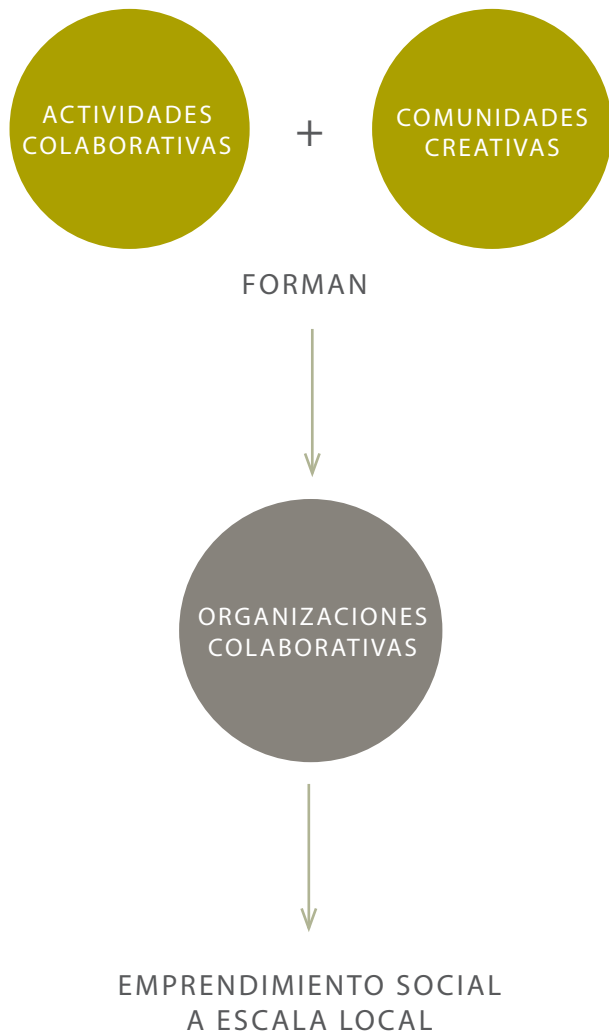 ACTIVIDADES
COLABORATIVAS
+
COMUNIDADES
CREATIVAS
FORMAN
ORGANIZACIONES
COLABORATIVAS
EMPRENDIMIENTO SOCIAL
A ESCALA LOCAL